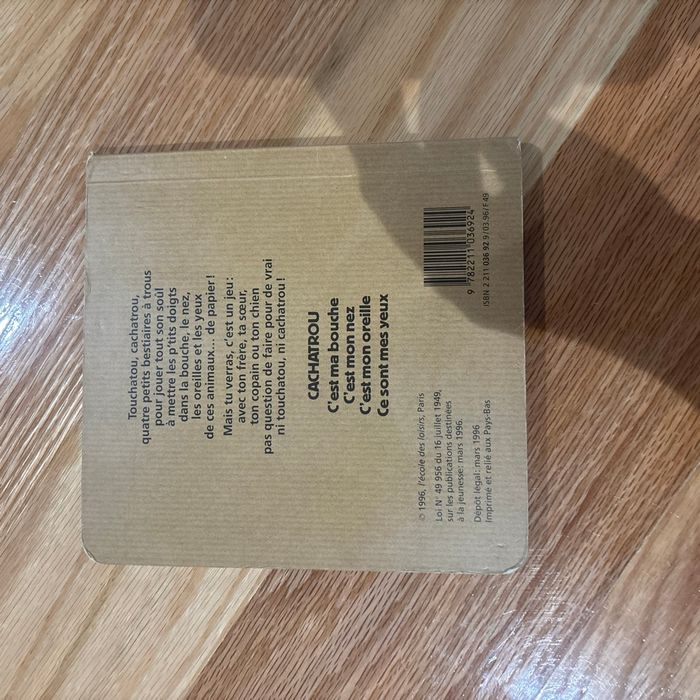 Touchatou, cachatrou,
quatre petits bestiaires à trous
pour jouer tout son soûl
à mettre les p'tits doigts
dans la bouche, le nez,
les oreilles et les yeux
de ces animaux... de papier !
Mais tu verras, c'est un jeu :
avec ton frère, ta sœur,
ton copain ou ton chien
pas question de faire pour de vrai
ni touchatou, ni cachatrou !
CACHATROU
C'est ma bouche
C'est mon nez
C'est mon oreille
Ce sont mes yeux
© 1996, l'école des loisirs, Paris
Loi N° 49 956 du 16 juillet 1949,
sur les publications destinées
à la jeunesse: mars 1996.
Dépôt légal: mars 1996
Imprimé et relié aux Pays-Bas
9 782211 036924
ISBN 2 211 036 92 9 / 03.96 / F 49